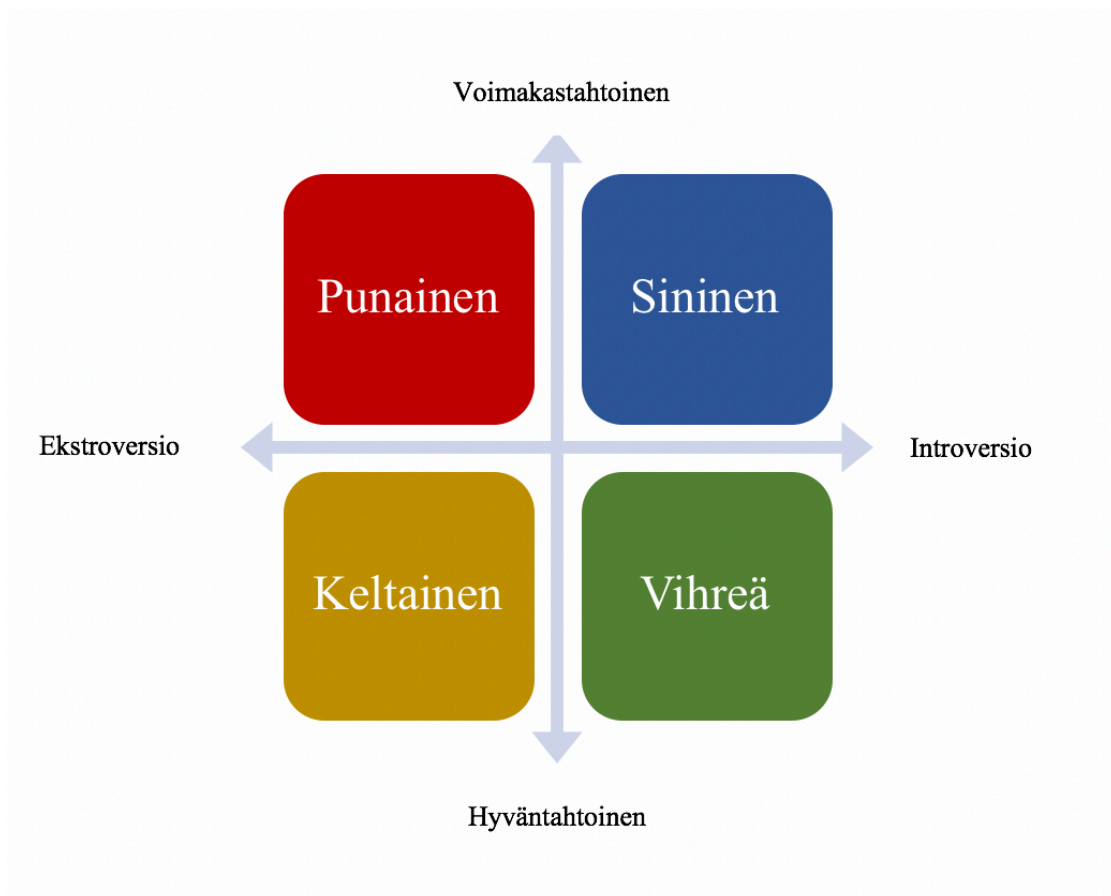 Voimakastahtoinen
Punainen
Sininen
Ekstroversio
Introversio
Keltainen
Vihreä
Hyväntahtoinen